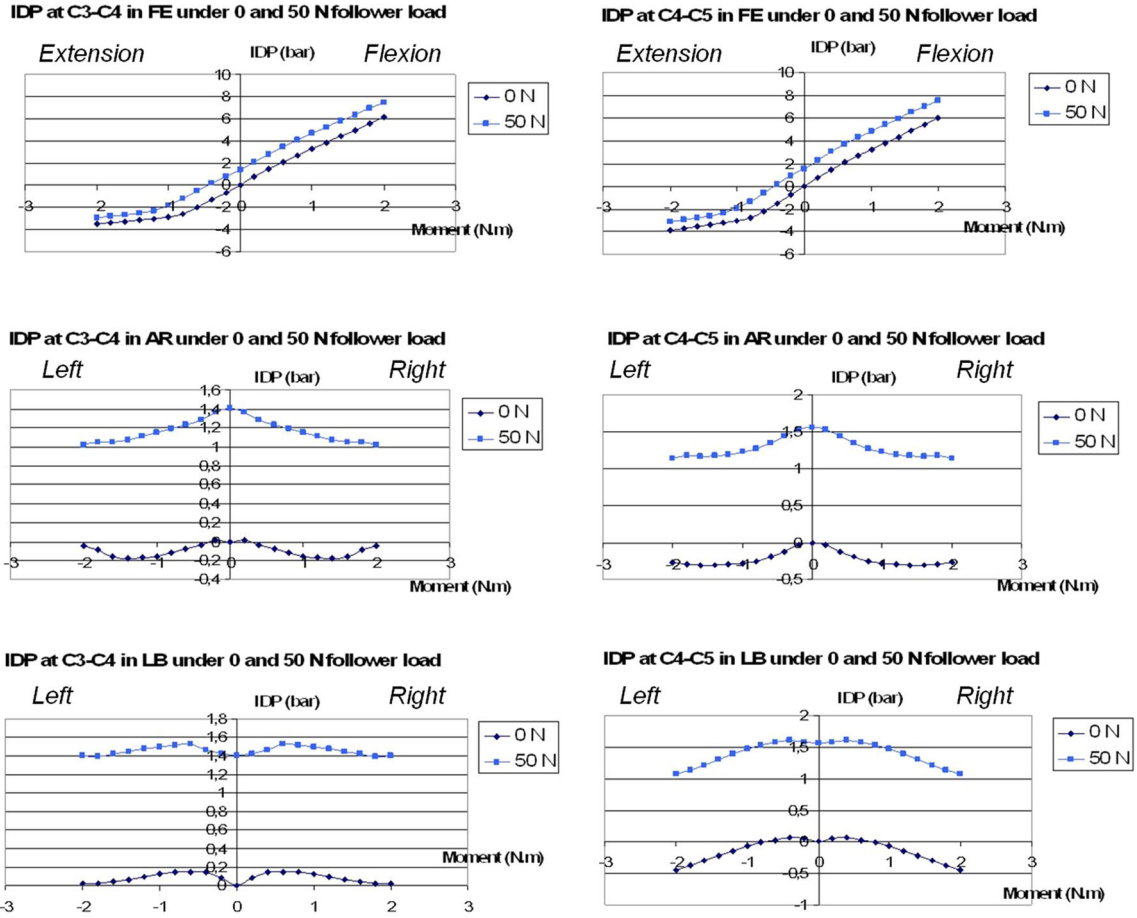 IDP at C3-C4 in FE under 0 and 50 N follower load
Extension
IDP (bar)
Flexion
10
8
6
4
2
0
-2
-4
-6
-3
-2
-1
0
1
2
3
Moment (N.m)
0 N
50 N
IDP at C4-C5 in FE under 0 and 50 N follower load
Extension
IDP (bar)
Flexion
10
8
6
4
2
0
-2
-4
-6
-3
-2
-1
0
1
2
3
Moment (N.m)
0 N
50 N
IDP at C3-C4 in AR under 0 and 50 N follower load
Left
IDP (bar)
Right
1,6
1,4
1,2
1
0,8
0,6
0,4
0,2
0
-0,2
-0,4
-3
-2
-1
0
1
2
3
Moment (N.m)
0 N
50 N
IDP at C4-C5 in AR under 0 and 50 N follower load
Left
IDP (bar)
Right
2
1,5
1
0,5
0
-0,5
-3
-2
-1
0
1
2
3
Moment (N.m)
0 N
50 N
IDP at C3-C4 in LB under 0 and 50 N follower load
Left
IDP (bar)
Right
1,8
1,6
1,4
1,2
1
0,8
0,6
0,4
0,2
0
-3
-2
-1
0
1
2
3
Moment (N.m)
0 N
50 N
IDP at C4-C5 in LB under 0 and 50 N follower load
Left
IDP (bar)
Right
2
1,5
1
0,5
0
-0,5
-1
-3
-2
-1
0
1
2
3
Moment (N.m)
0 N
50 N